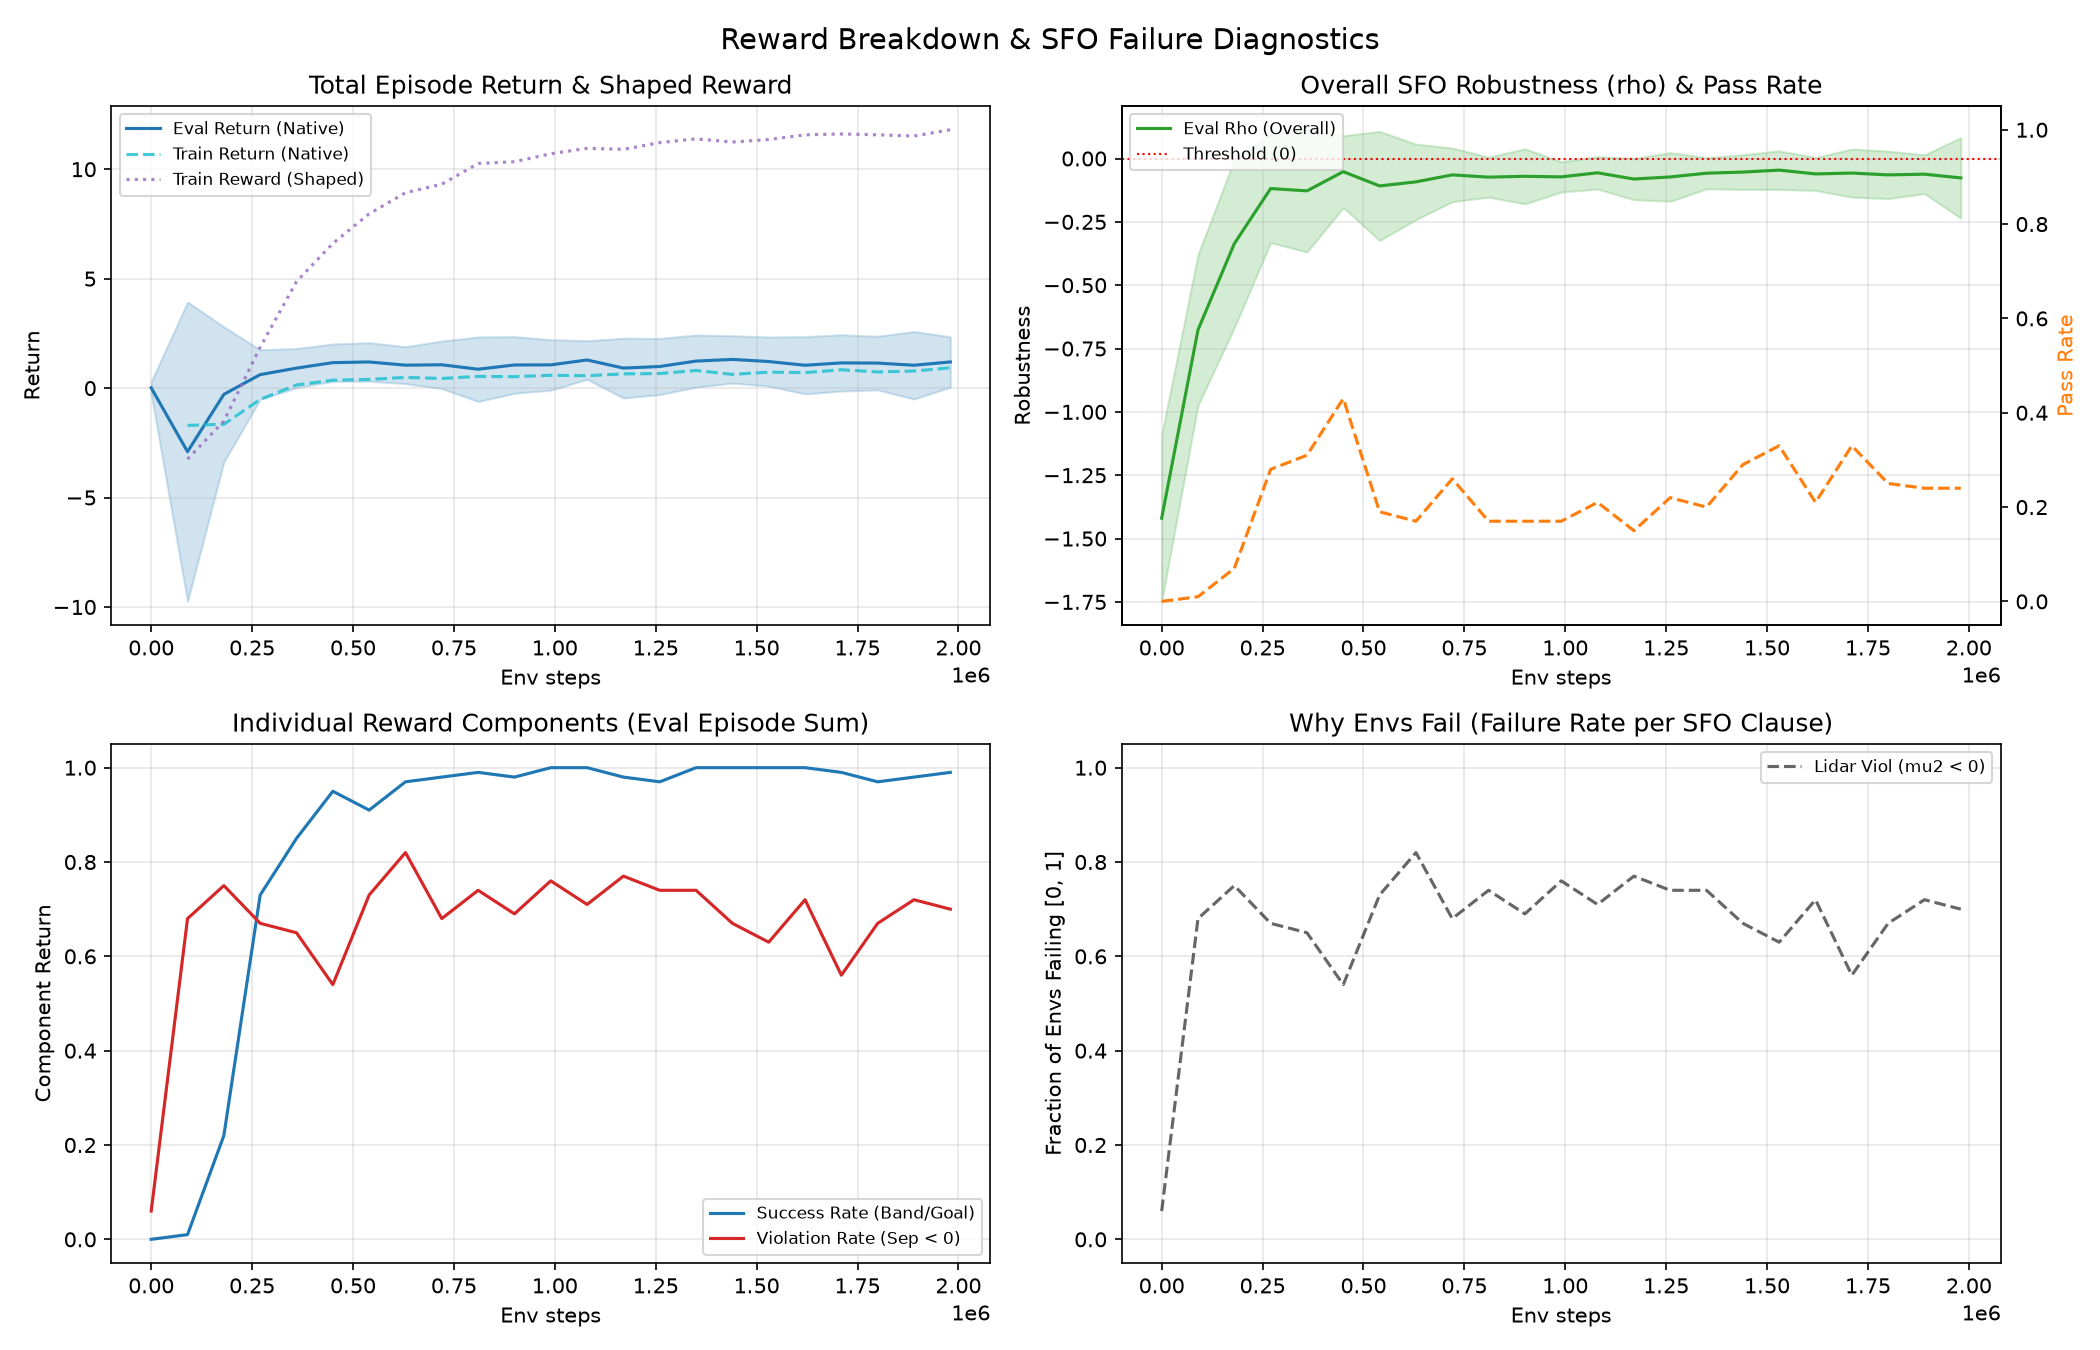 Reward Breakdown & SFO Failure Diagnostics
Total Episode Return & Shaped Reward
Eval Return (Native)
Train Return (Native)
Train Reward (Shaped)
10
5
0
−5
−10
Return
0.00 0.25 0.50 0.75 1.00 1.25 1.50 1.75 2.00
1e6
Env steps
Overall SFO Robustness (rho) & Pass Rate
Eval Rho (Overall)
Threshold (0)
0.00
−0.25
−0.50
−0.75
−1.00
−1.25
−1.50
−1.75
Robustness
1.0
0.8
0.6
0.4
0.2
0.0
Pass Rate
0.00 0.25 0.50 0.75 1.00 1.25 1.50 1.75 2.00
1e6
Env steps
Individual Reward Components (Eval Episode Sum)
1.0
0.8
0.6
0.4
0.2
0.0
Component Return
Success Rate (Band/Goal)
Violation Rate (Sep < 0)
0.00 0.25 0.50 0.75 1.00 1.25 1.50 1.75 2.00
1e6
Env steps
Why Envs Fail (Failure Rate per SFO Clause)
Lidar Viol (mu2 < 0)
1.0
0.8
0.6
0.4
0.2
0.0
Fraction of Envs Failing [0, 1]
0.00 0.25 0.50 0.75 1.00 1.25 1.50 1.75 2.00
1e6
Env steps